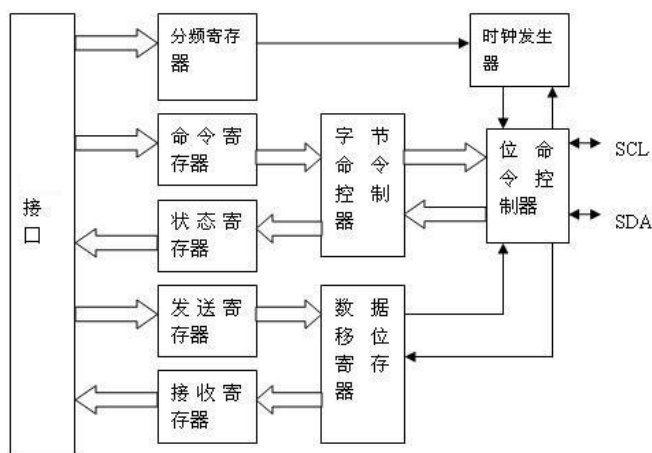 分频寄存
器
时钟发生
器
命令寄
存器
字节
命令
控制
器
位命
令控
制器
SCL
SDA
接
口
状态寄
存器
发送寄
存器
数据
移位
寄存
器
接收寄
存器